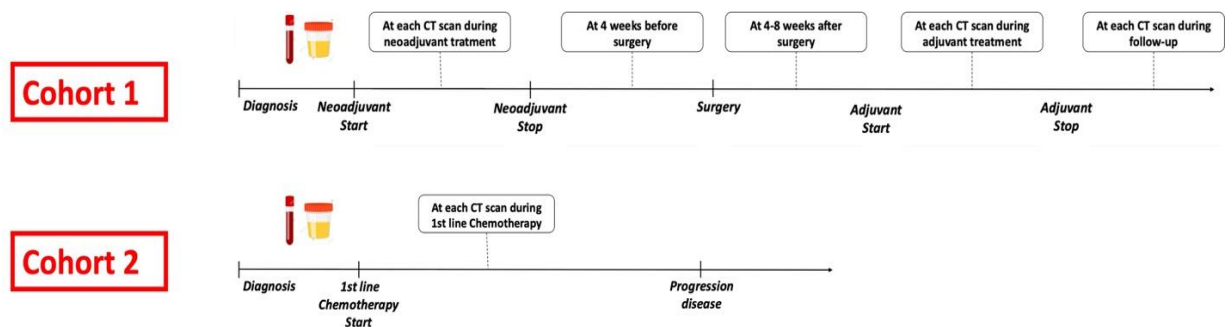 At each CT scan during
neoadjuvant tratment
At 4 weeks before
surgery
At 4-8 weeks after
surgery
At each CT scan during
adjuvant treatment
At each CT scan during
follow-up
Cohort 1
Diagnosis
Neoadjuvant
Start
Neoadjuvant
Stop
Surgery
Adjuvant
Start
Adjuvant
Stop
At each CT scan during
1st line Chemotherapy
Cohort 2
Diagnosis
1st line
Chemotherapy
Start
Progression
disease